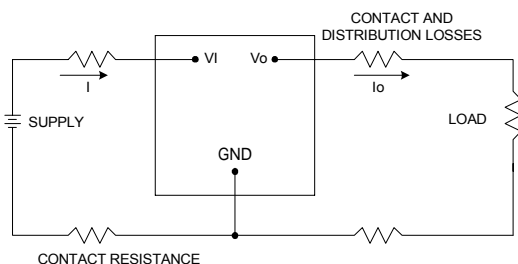 CONTACT AND
DISTRIBUTION LOSSES
VI
Vo
I
Io
SUPPLY
LOAD
GND
CONTACT RESISTANCE